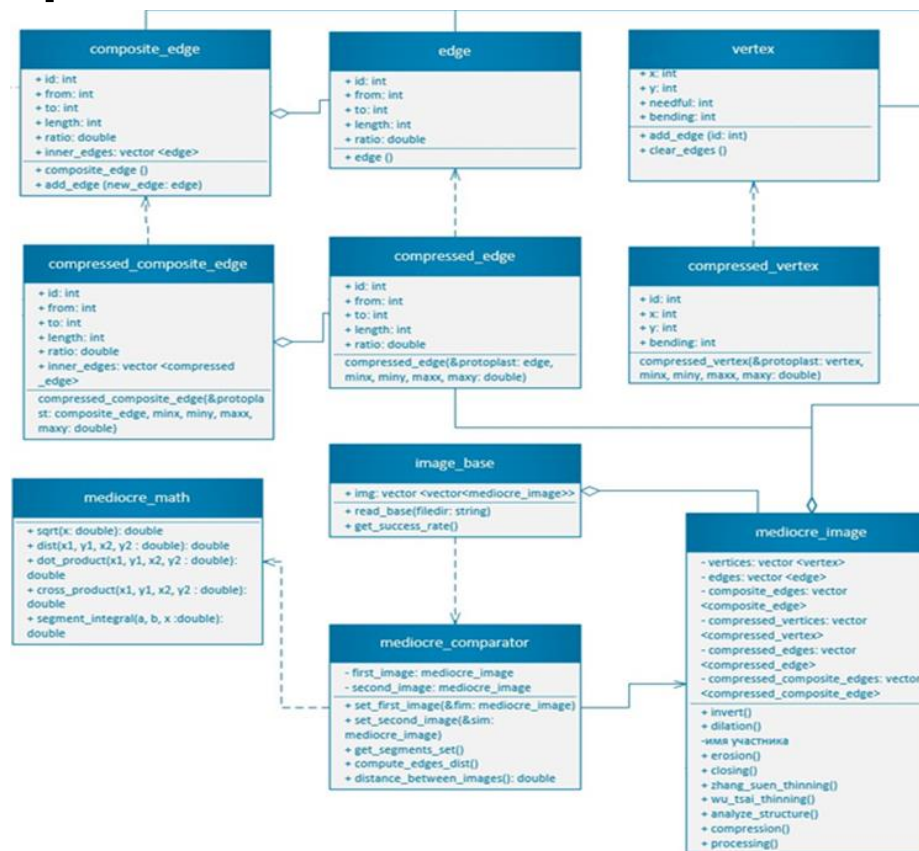 composite_edge
+ id: int
+ from: int
+ to: int
+ length: int
+ ratio: double
+ inner_edges: vector <edge>
+ composite_edge ()
+ add_edge (new_edge: edge)
edge
+ id: int
+ from: int
+ to: int
+ length: int
+ ratio: double
+ edge ()
vertex
+ x: int
+ y: int
+ needful: int
+ bending: int
+ add_edge (id: int)
+ clear_edges ()
compressed_composite_edge
+ id: int
+ from: int
+ to: int
+ length: int
+ ratio: double
+ inner_edges: vector <compressed
_edge>
compressed_composite_edge(&protopla
st: composite_edge, minx, miny, maxx,
maxy: double)
compressed_edge
+ id: int
+ from: int
+ to: int
+ length: int
+ ratio: double
compressed_edge(&protoplast: edge,
minx, miny, maxx, maxy: double)
compressed_vertex
+ id: int
+ x: int
+ y: int
+ bending: int
compressed_vertex(&protoplast: vertex,
minx, miny, maxx, maxy: double)
mediocre_math
+ sqrt(x: double): double
+ dist(x1, y1, x2, y2 : double): double
+ dot_product(x1, y1, x2, y2 : double):
double
+ cross_product(x1, y1, x2, y2 : double):
double
+ segment_integral(a, b, x :double):
double
image_base
+ img: vector <vector<mediocre_image>>
+ read_base(filedir: string)
+ get_success_rate()
mediocre_comparator
- first_image: mediocre_image
- second_image: mediocre_image
+ set_first_image(&fim: mediocre_image)
+ set_second_image(&sim:
mediocre_image)
+ get_segments_set()
+ compute_edges_dist()
+ distance_between_images(): double
mediocre_image
- vertices: vector <vertex>
- edges: vector <edge>
- composite_edges: vector
<composite_edge>
- compressed_vertices: vector
<compressed_vertex>
- compressed_edges: vector
<compressed_edge>
- compressed_composite_edges: vector
<compressed_composite_edge>
+ invert()
+ dilation()
-имя участника
+ erosion()
+ closing()
+ zhang_suen_thinning()
+ wu_tsai_thinning()
+ analyze_structure()
+ compression()
+ processing()